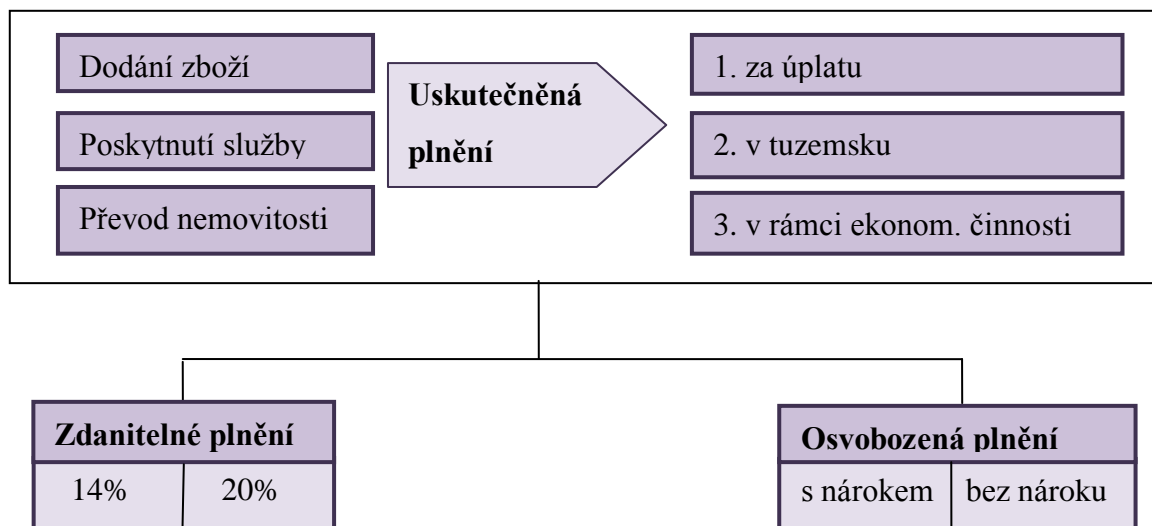 Dodání zboží
Poskytnutí služby
Převod nemovitosti
Uskutečněná
plnění
1. za úplatu
2. v tuzemsku
3. v rámci ekonom. činnosti
Zdanitelné plnění
14% 20%
Osvobozená plnění
s nárokem bez nároku